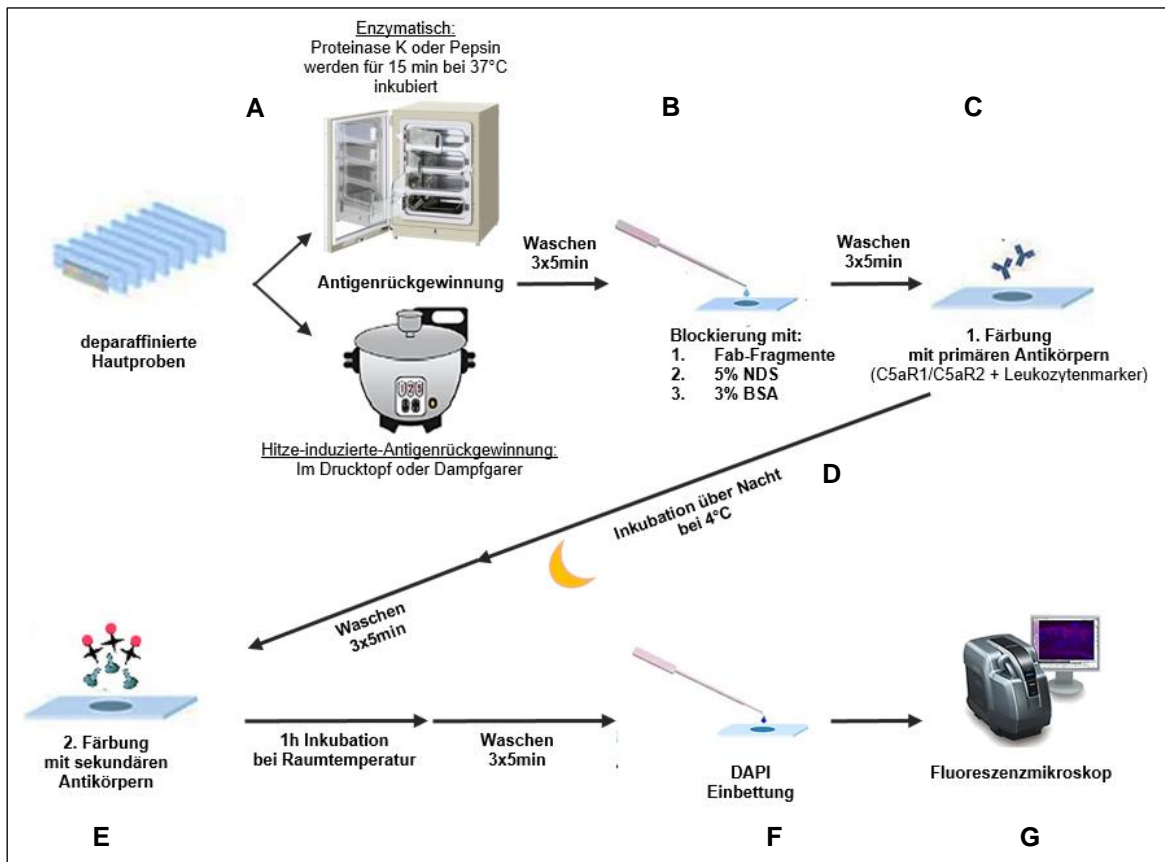 Enzymatisch:
Proteinase K oder Pepsin
werden für 15 min bei 37°C
inkubiert
A
B
C
deparaffinierte
Hautproben
Antigenrückgewinnung
Hitze-induzierte-Antigenrückgewinnung:
Im Drucktopf oder Dampfgarer
Waschen
3x5min
Blockierung mit:
1. Fab-Fragmente
2. 5% NDS
3. 3% BSA
Waschen
3x5min
1. Färbung
mit primären Antikörpern
(C5aR1/C5aR2 + Leukozytenmarker)
D
Inkubation über Nacht
bei 4°C
Waschen
3x5min
2. Färbung
mit sekundären
Antikörpern
1h Inkubation
bei Raumtemperatur
Waschen
3x5min
DAPI
Einbettung
Fluoreszenzmikroskop
E
F
G